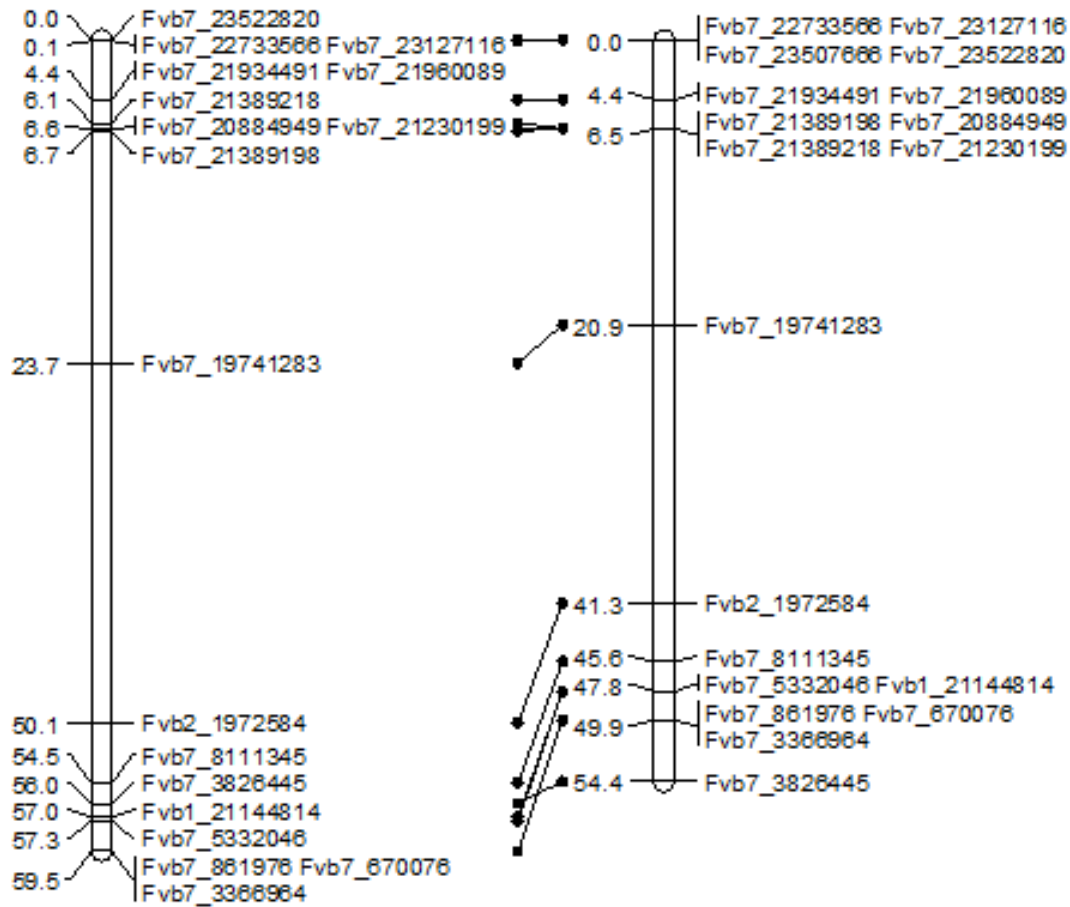 0.0 Fvb7_23522820
0.1 Fvb7_22733566 Fvb7_23127116
4.4 Fvb7_21934491 Fvb7_21960089
6.1 Fvb7_21389218
6.6 Fvb7_20884949 Fvb7_21230199
6.7 Fvb7_21389198
23.7 Fvb7_19741283
50.1 Fvb2_1972584
54.5 Fvb7_8111345
56.0 Fvb7_3826445
57.0 Fvb1_21144814
57.3 Fvb7_5332046
59.5 Fvb7_861976 Fvb7_670076
Fvb7_3366964
0.0 Fvb7_22733566 Fvb7_23127116
Fvb7_23507666 Fvb7_23522820
4.4 Fvb7_21934491 Fvb7_21960089
6.5 Fvb7_21389198 Fvb7_20884949
Fvb7_21389218 Fvb7_21230199
20.9 Fvb7_19741283
41.3 Fvb2_1972584
45.6 Fvb7_8111345
47.8 Fvb7_5332046 Fvb1_21144814
49.9 Fvb7_861976 Fvb7_670076
Fvb7_3366964
54.4 Fvb7_3826445